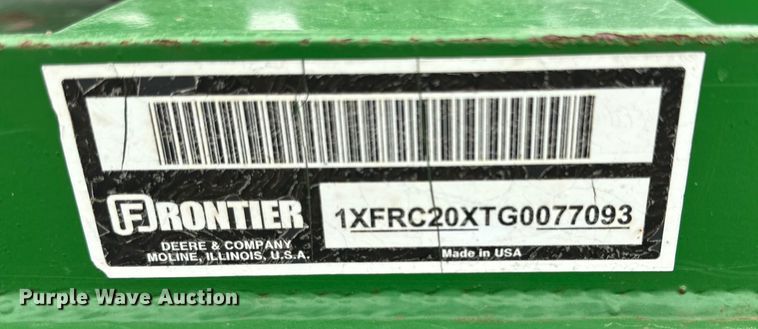 FRONTIER
DEERE & COMPANY
MOLINE, ILLINOIS, U.S.A.
1XFRC20XTG0077093
Made in USA
Purple Wave Auction